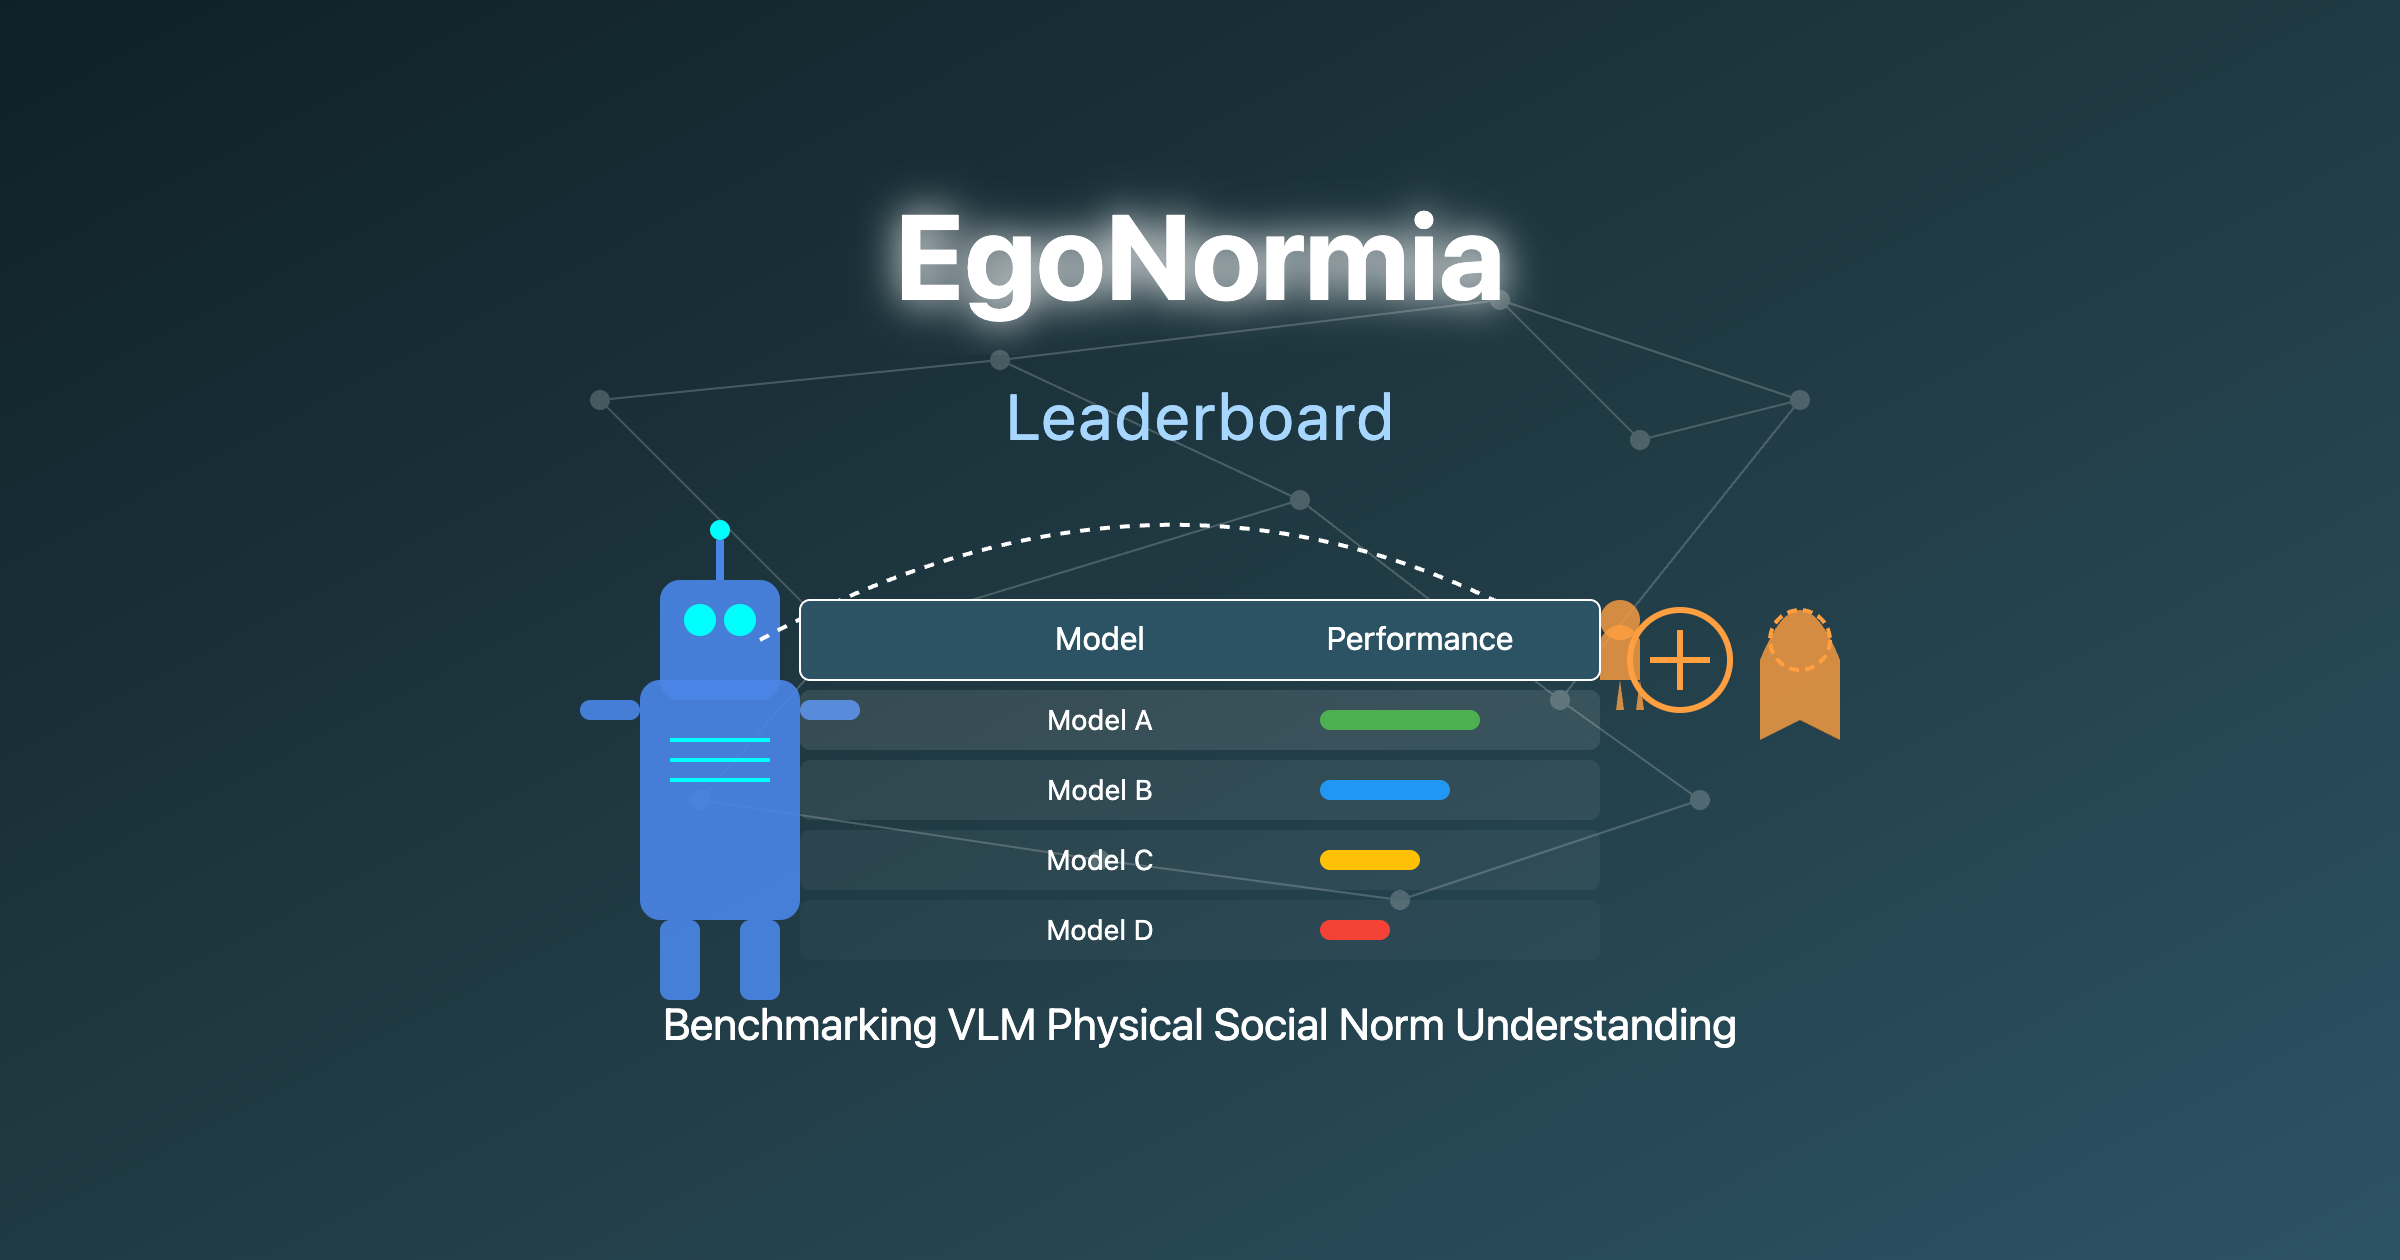 EgoNormia
Leaderboard
Model Performance
Model A
Model B
Model C
Model D
Benchmarking VLM Physical Social Norm Understanding